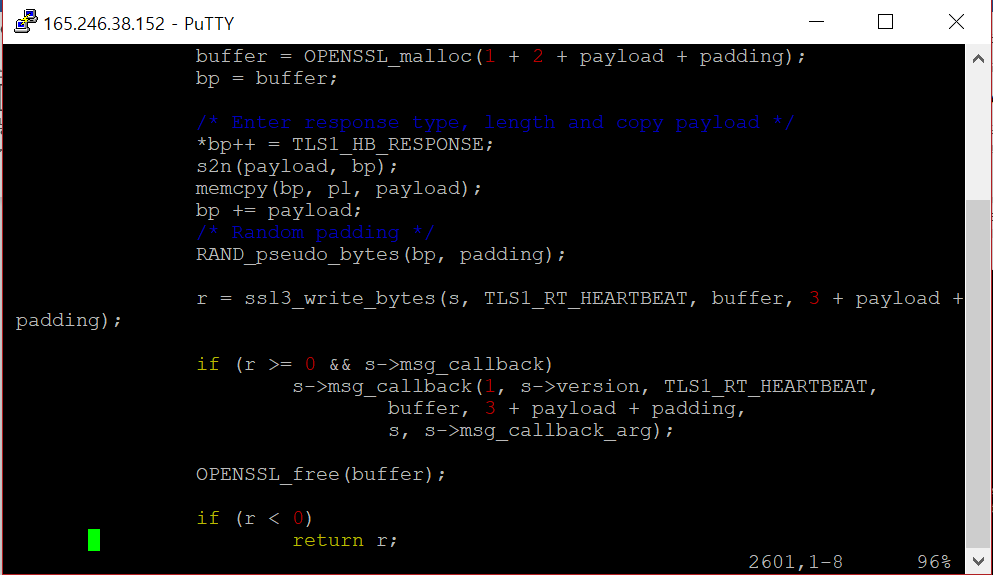 165.246.38.152 - PuTTY
buffer = OPENSSL_malloc(1 + 2 + payload + padding);
bp = buffer;
/* Enter response type, length and copy payload */
*bp++ = TLS1_HB_RESPONSE;
s2n(payload, bp);
memcpy(bp, pl, payload);
bp += payload;
/* Random padding */
RAND_pseudo_bytes(bp, padding);
r = ssl3_write_bytes(s, TLS1_RT_HEARTBEAT, buffer, 3 + payload +
padding);
if (r >= 0 && s->msg_callback)
s->msg_callback(1, s->version, TLS1_RT_HEARTBEAT,
buffer, 3 + payload + padding,
s, s->msg_callback_arg);
OPENSSL_free(buffer);
if (r < 0)
return r;
2601,1-8 96%